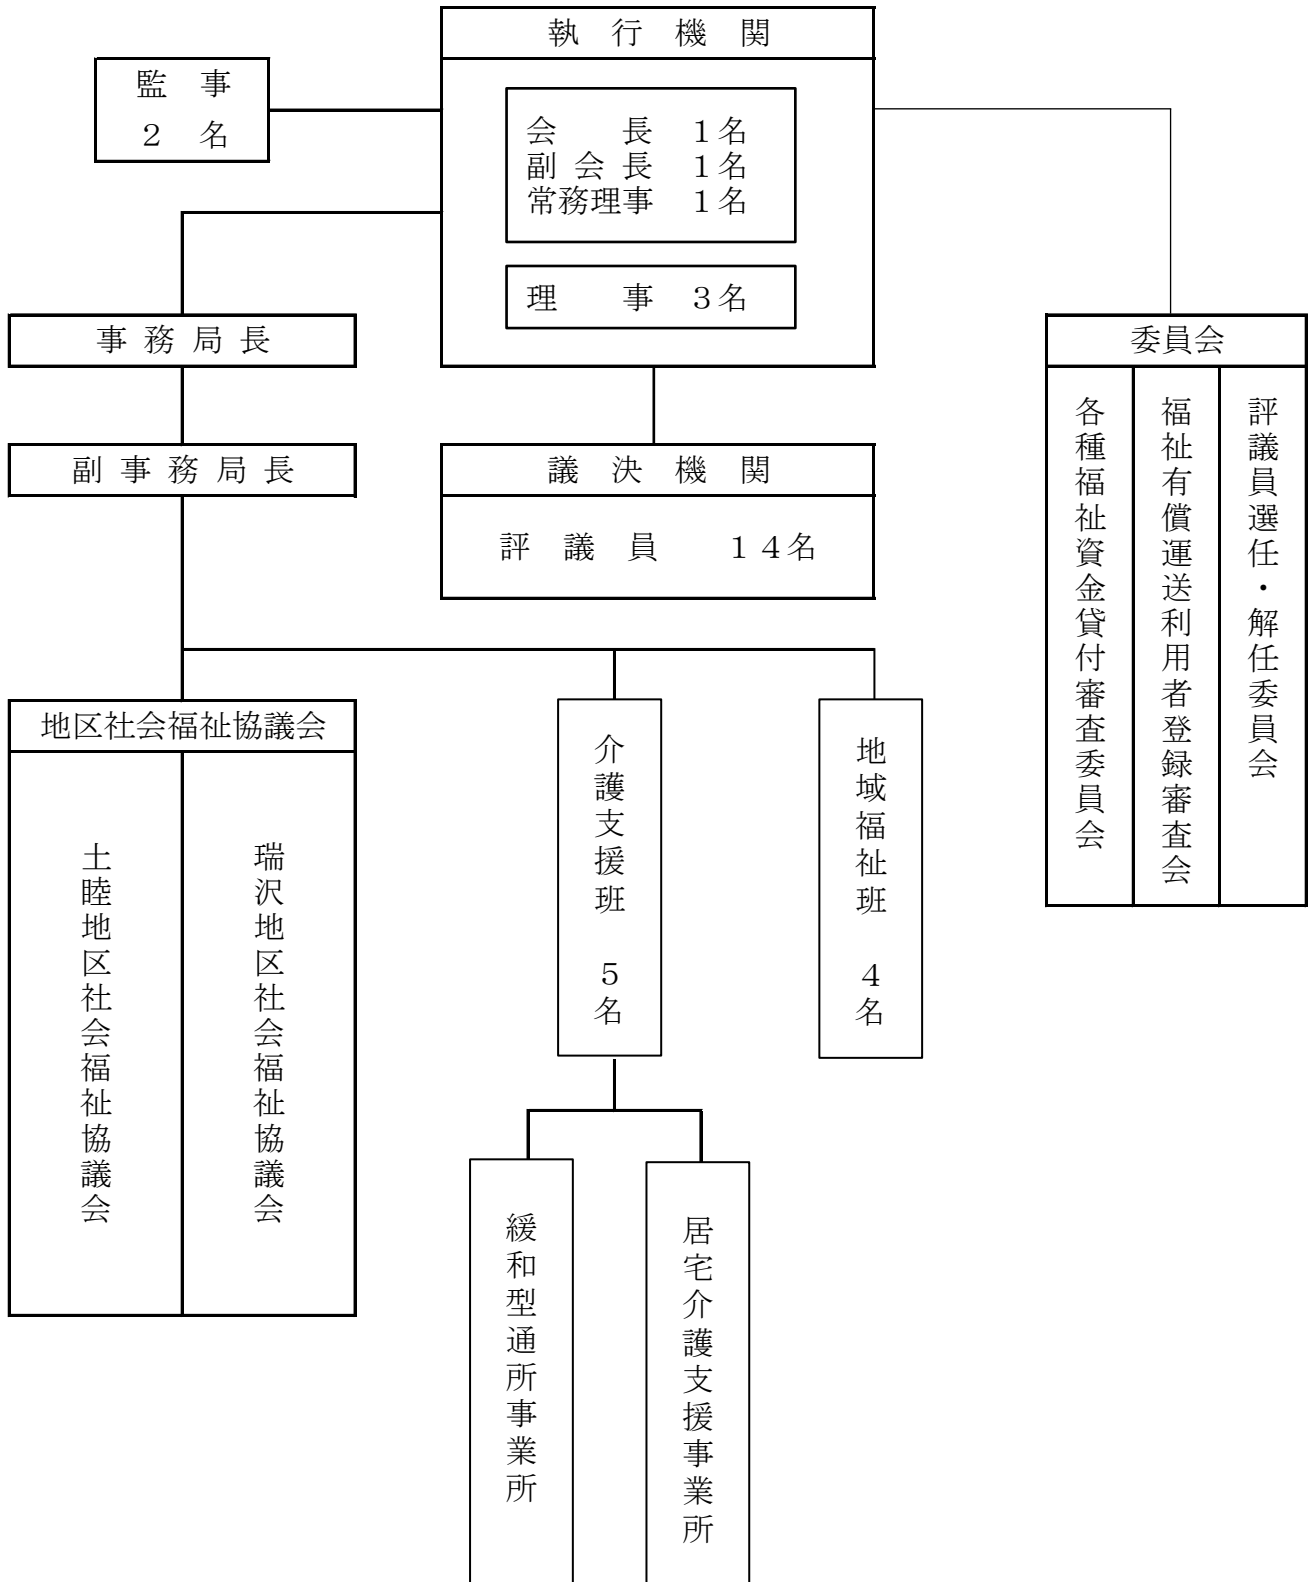 執行機関
監事
２名
会長 １名
副会長 １名
常務理事 １名
理事 ３名
事務局長
副事務局長
議決機関
評議員 １４名
委員会
各種福祉資金貸付審査委員会
福祉有償運送利用者登録審査会
評議員選任・解任委員会
地区社会福祉協議会
土睦地区社会福祉協議会
瑞沢地区社会福祉協議会
介護支援班 ５名
地域福祉班 ４名
緩和型通所事業所
居宅介護支援事業所